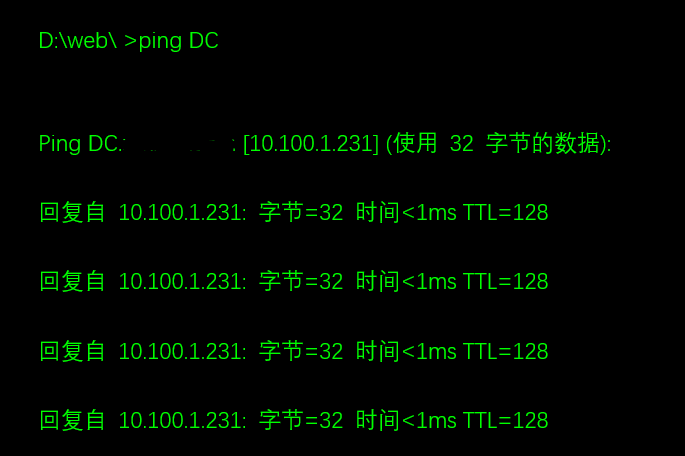 D:\web\ >ping DC
Ping DC. : [10.100.1.231] (使用 32 字节的数据):
回复自 10.100.1.231: 字节=32 时间<1ms TTL=128
回复自 10.100.1.231: 字节=32 时间<1ms TTL=128
回复自 10.100.1.231: 字节=32 时间<1ms TTL=128
回复自 10.100.1.231: 字节=32 时间<1ms TTL=128